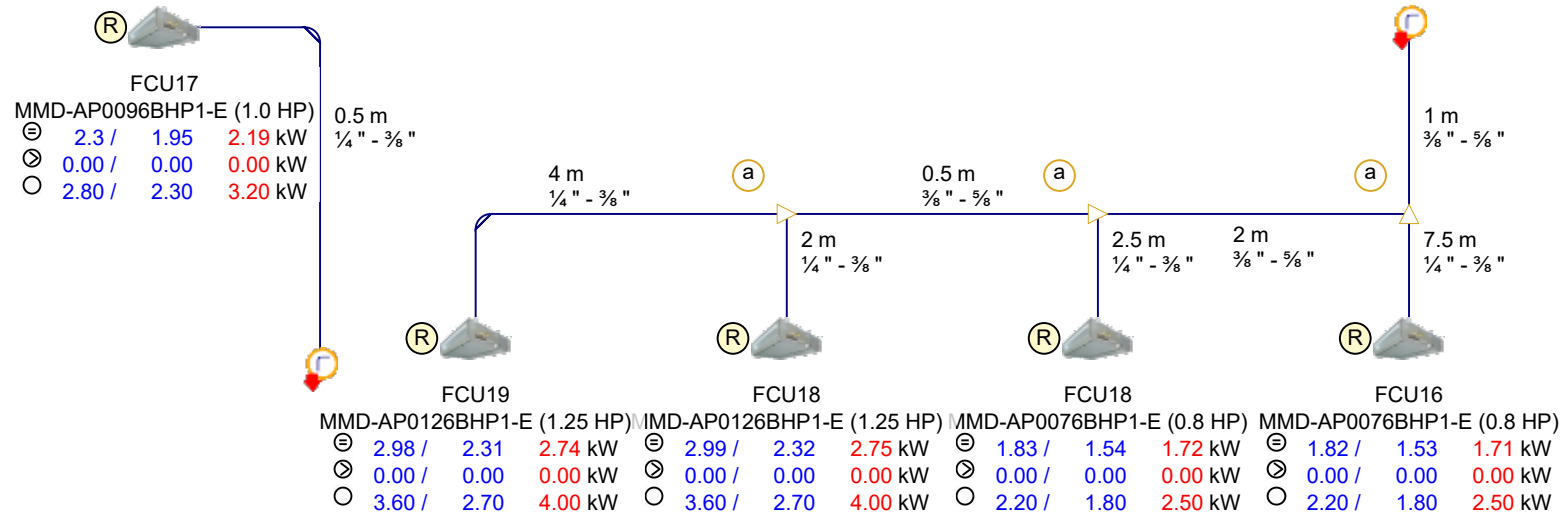 R
FCU17
MMD-AP0096BHP1-E (1.0 HP)
2.3 / 1.95 2.19 kW
0.00 / 0.00 0.00 kW
2.80 / 2.30 3.20 kW
0.5 m
¼ " - ⅜ "
1 m
⅜ " - ⅝ "
4 m
¼ " - ⅜ "
a
0.5 m
⅜ " - ⅝ "
a
a
2 m
¼ " - ⅜ "
2.5 m
¼ " - ⅜ "
2 m
⅜ " - ⅝ "
7.5 m
¼ " - ⅜ "
R
FCU19
MMD-AP0126BHP1-E (1.25 HP)
2.98 / 2.31 2.74 kW
0.00 / 0.00 0.00 kW
3.60 / 2.70 4.00 kW
R
FCU18
MMD-AP0126BHP1-E (1.25 HP)
2.99 / 2.32 2.75 kW
0.00 / 0.00 0.00 kW
3.60 / 2.70 4.00 kW
R
FCU18
MMD-AP0076BHP1-E (0.8 HP)
1.83 / 1.54 1.72 kW
0.00 / 0.00 0.00 kW
2.20 / 1.80 2.50 kW
R
FCU16
MMD-AP0076BHP1-E (0.8 HP)
1.82 / 1.53 1.71 kW
0.00 / 0.00 0.00 kW
2.20 / 1.80 2.50 kW